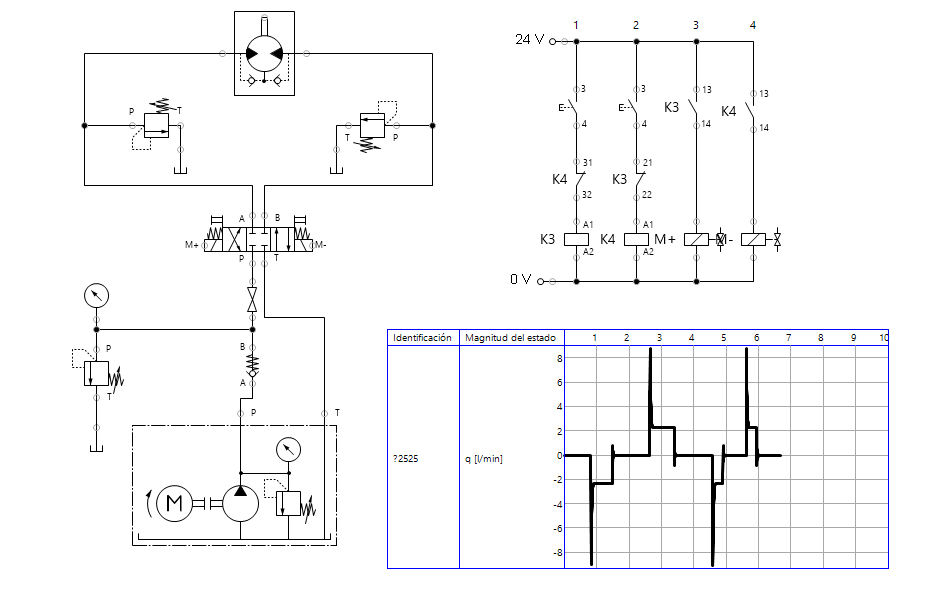 1 2 3 4
24 V
3 3 13 13
E E K3 K4
4 4 14 14
31 21
K4 K3
32 22
A1 A1
K3 K4 M+ M-
A2 A2
0 V
P T
T P
A B
M+ M-
P T
P
B
T
A
P T
M
Identificación Magnitud del estado 1 2 3 4 5 6 7 8 9 10
8
6
4
2
?2525 q [l/min] 0
-2
-4
-6
-8